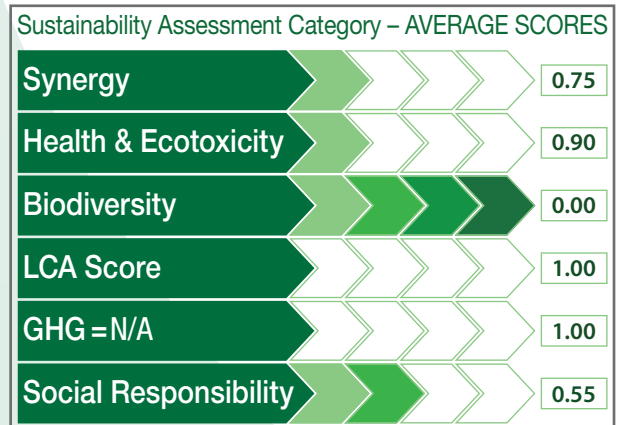 Sustainability Assessment Category – AVERAGE SCORES
Synergy 0.75
Health & Ecotoxicity 0.90
Biodiversity 0.00
LCA Score 1.00
GHG = N/A 1.00
Social Responsibility 0.55